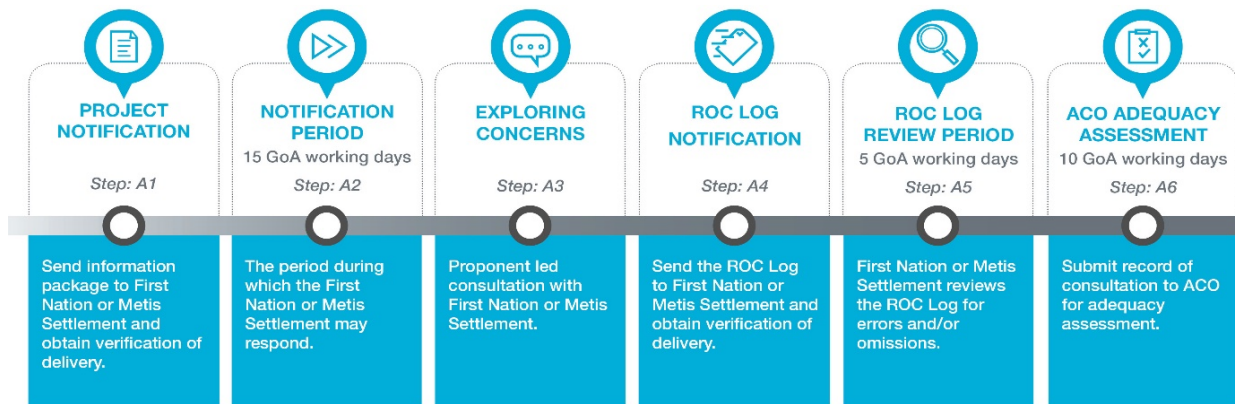 PROJECT
NOTIFICATION
Step: A1
Send information
package to First
Nation or Metis
Settlement and
obtain verification of
delivery.
NOTIFICATION
PERIOD
15 GoA working days
Step: A2
The period during
which the First
Nation or Metis
Settlement may
respond.
EXPLORING
CONCERNS
Step: A3
Proponent led
consultation with
First Nation or Metis
Settlement.
ROC LOG
NOTIFICATION
Step: A4
Send the ROC Log
to First Nation or
Metis Settlement and
obtain verification of
delivery.
ROC LOG
REVIEW PERIOD
5 GoA working days
Step: A5
First Nation or Metis
Settlement reviews
the ROC Log for
errors and/or
omissions.
ACO ADEQUACY
ASSESSMENT
10 GoA working days
Step: A6
Submit record of
consultation to ACO
for adequacy
assessment.